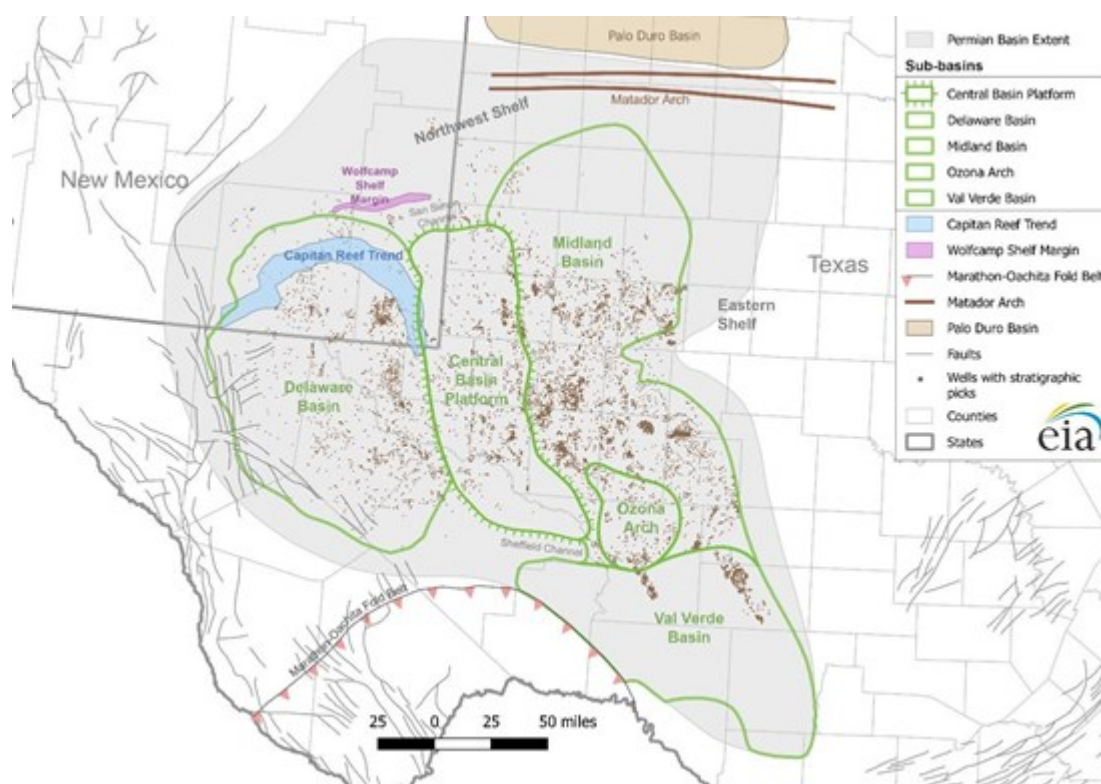 Palo Duro Basin
Matador Arch
Northwest Shelf
New Mexico
Wolfcamp
Shelf
Margin
San Simon
Channel
Capitan Reef Trend
Midland
Basin
Texas
Eastern
Shelf
Central
Basin
Platform
Delaware
Basin
Ozona
Arch
Sheffield Channel
Val Verde
Basin
Marathon-Oachita Fold Belt
25 0 25 50 miles
Permian Basin Extent
Sub-basins
Central Basin Platform
Delaware Basin
Midland Basin
Ozona Arch
Val Verde Basin
Capitan Reef Trend
Wolfcamp Shelf Margin
Marathon-Oachita Fold Belt
Matador Arch
Palo Duro Basin
Faults
Wells with stratigraphic
picks
Counties
States
eia